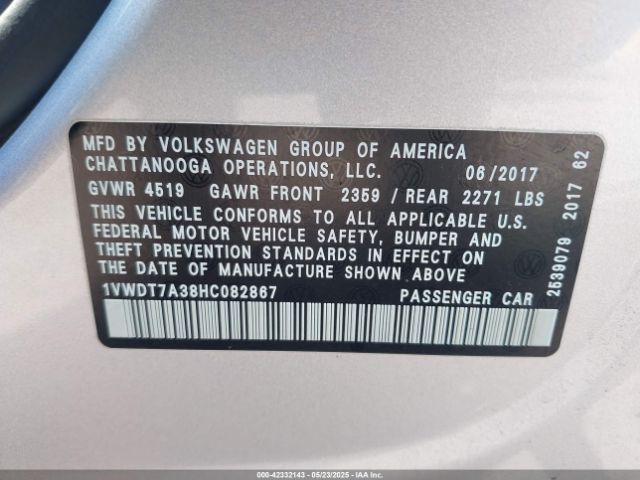 MFD BY VOLKSWAGEN GROUP OF AMERICA
CHATTANOOGA OPERATIONS, LLC. 06/2017
GVWR 4519 GAWR FRONT 2359 / REAR 2271 LBS
THIS VEHICLE CONFORMS TO ALL APPLICABLE U.S.
FEDERAL MOTOR VEHICLE SAFETY, BUMPER AND
THEFT PREVENTION STANDARDS IN EFFECT ON
THE DATE OF MANUFACTURE SHOWN ABOVE
1VWDT7A38HC082867 PASSENGER CAR
2539079 2017 62
000-42332143 - 05/23/2025 - IAAI.COM